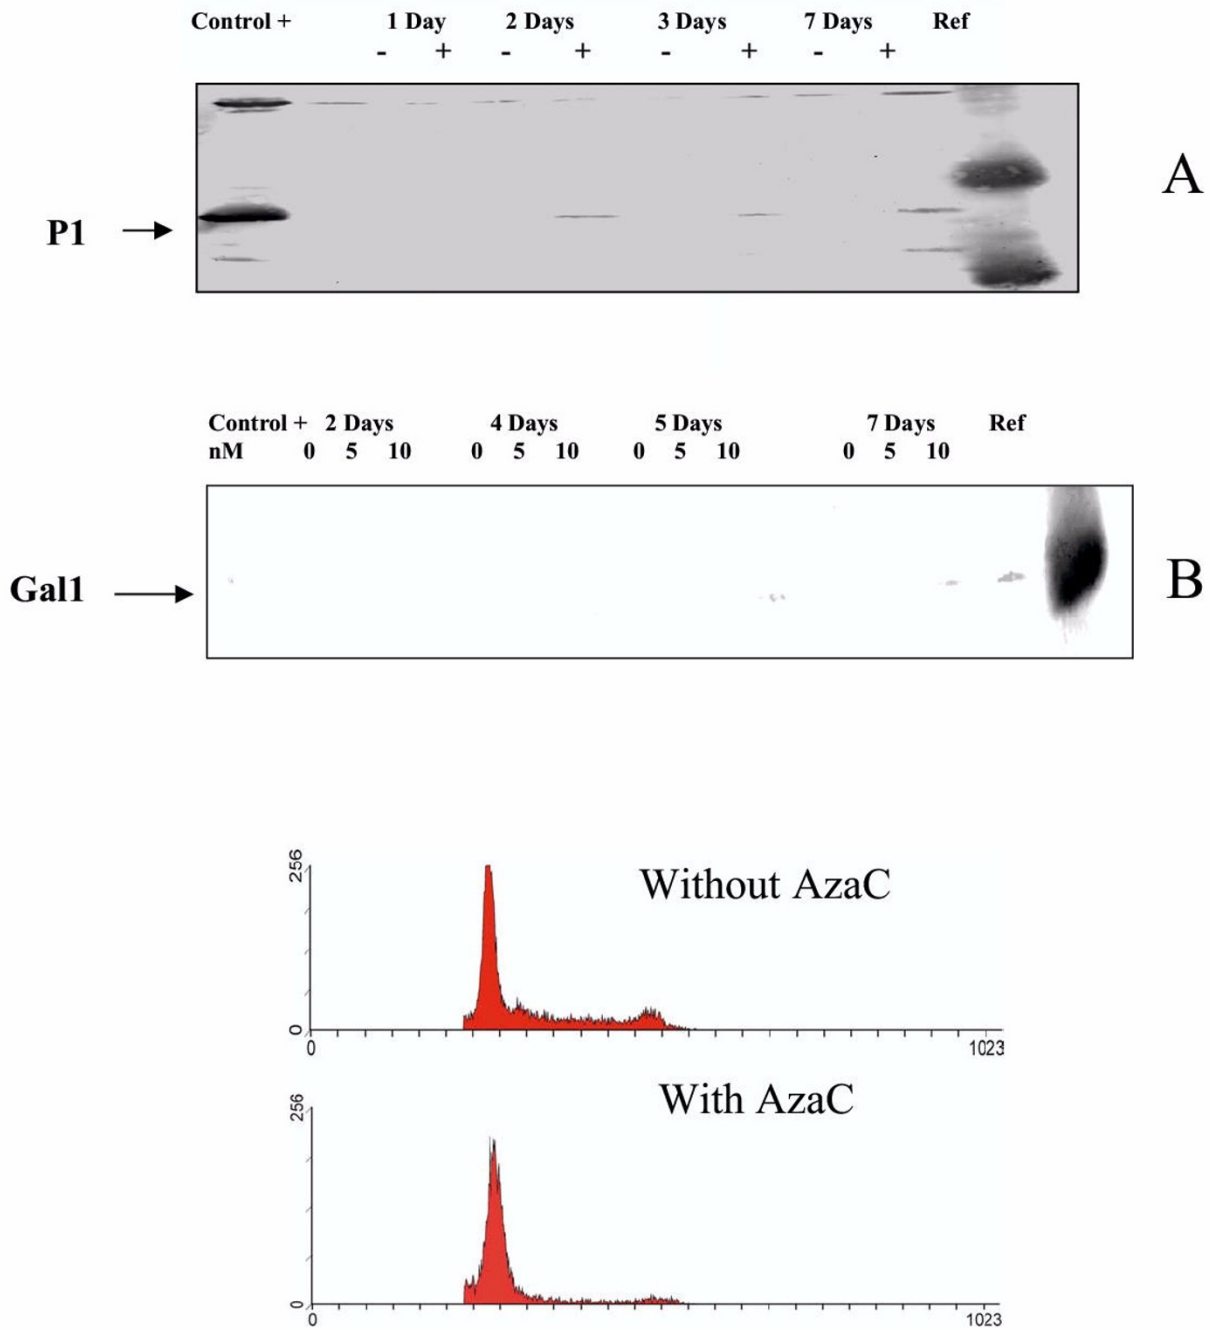 Control + 1 Day 2 Days 3 Days 7 Days Ref
- + - + - + - +
A
P1
Control + 2 Days 4 Days 5 Days 7 Days Ref
nM 0 5 10 0 5 10 0 5 10 0 5 10
B
Gal1
256
Without AzaC
0
0 1023
With AzaC
256
0
0 1023